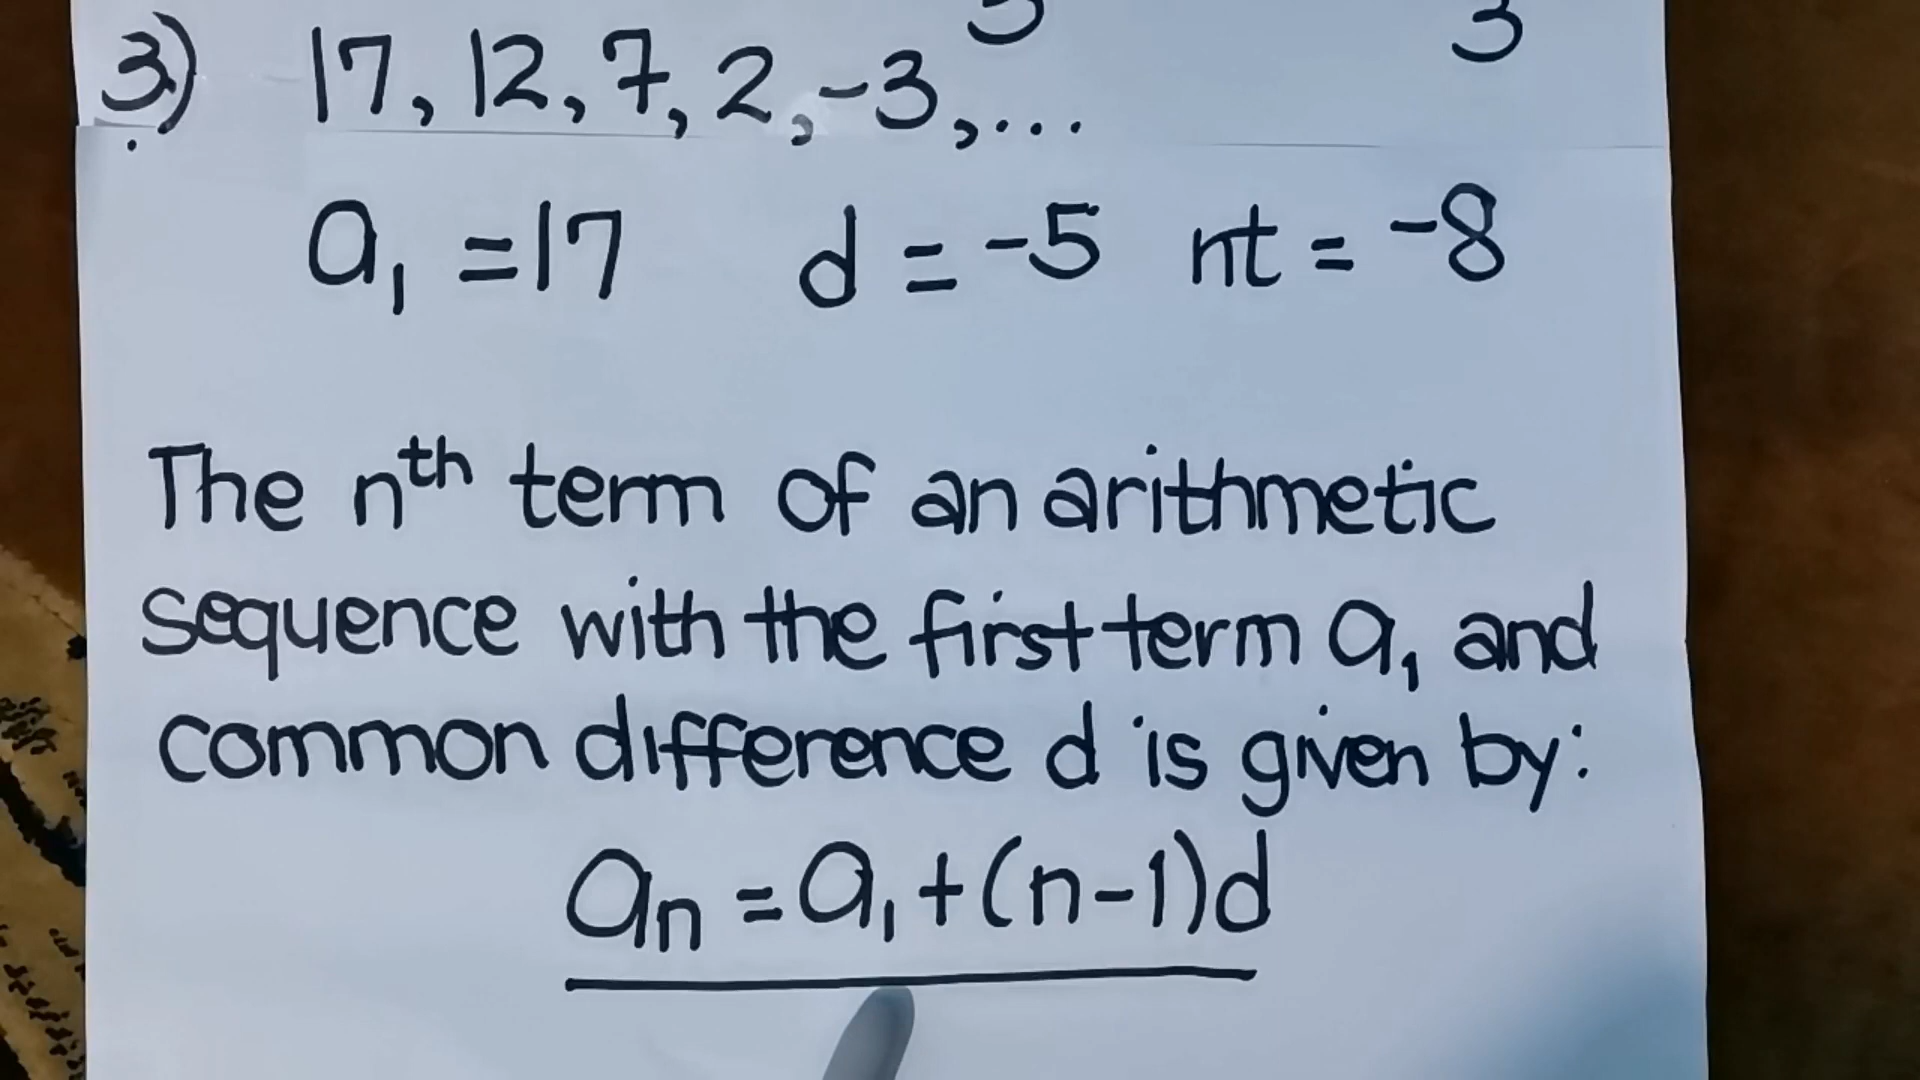 3) 17, 12, 7, 2, -3, ...
a₁ = 17 d = -5 nt = -8
The nᵗʰ term of an arithmetic
sequence with the first term a₁ and
common difference d is given by:
aₙ = a₁ + (n-1)d